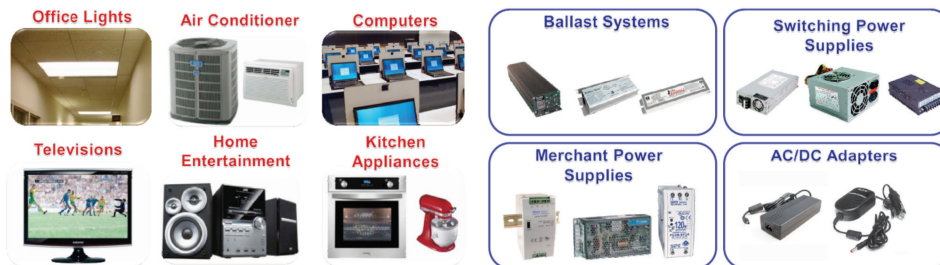 Office Lights
Air Conditioner
Computers
Ballast Systems
Switching Power
Supplies
Televisions
Home
Entertainment
Kitchen
Appliances
Merchant Power
Supplies
AC/DC Adapters